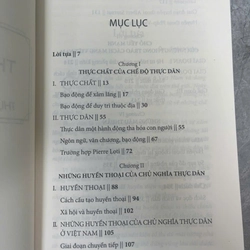 MỤC LỤC
Lời tựa || 7
Chương I
THỰC CHẤT CỦA CHẾ ĐỘ THỰC DÂN
I. THỰC CHẤT || 13
Bạo động để xâm lăng || 17
Bạo động để duy trì thuộc địa || 30
II. THỰC DÂN || 55
Thực dân một hành động tha hóa con người || 55
Ngôn ngữ, văn chương, bạo động || 65
Trường hợp Pierre Loti || 72
Chương II
NHỮNG HUYỀN THOẠI CỦA CHỦ NGHĨA THỰC DÂN
I. HUYỀN THOẠI || 88
Cách cấu tạo huyền thoại || 94
Xã hội và huyền thoại || 102
II. NHỮNG HUYỀN THOẠI CỦA CHỦ NGHĨA THỰC DÂN
Ở VIỆT NAM || 105
Giai đoạn chuyển tiếp || 107